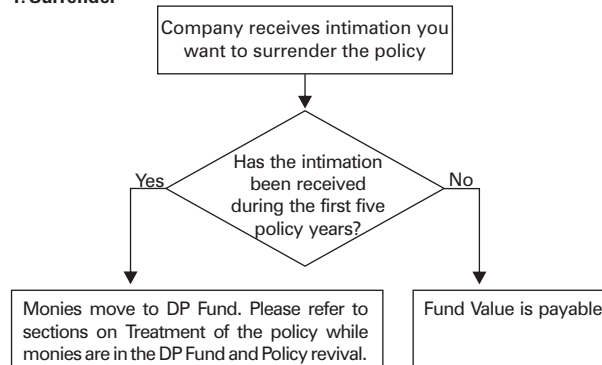 Company receives intimation you
want to surrender the policy
Has the intimation
been received
during the first five
policy years?
Yes
No
Monies move to DP Fund. Please refer to
sections on Treatment of the policy while
monies are in the DP Fund and Policy revival.
Fund Value is payable